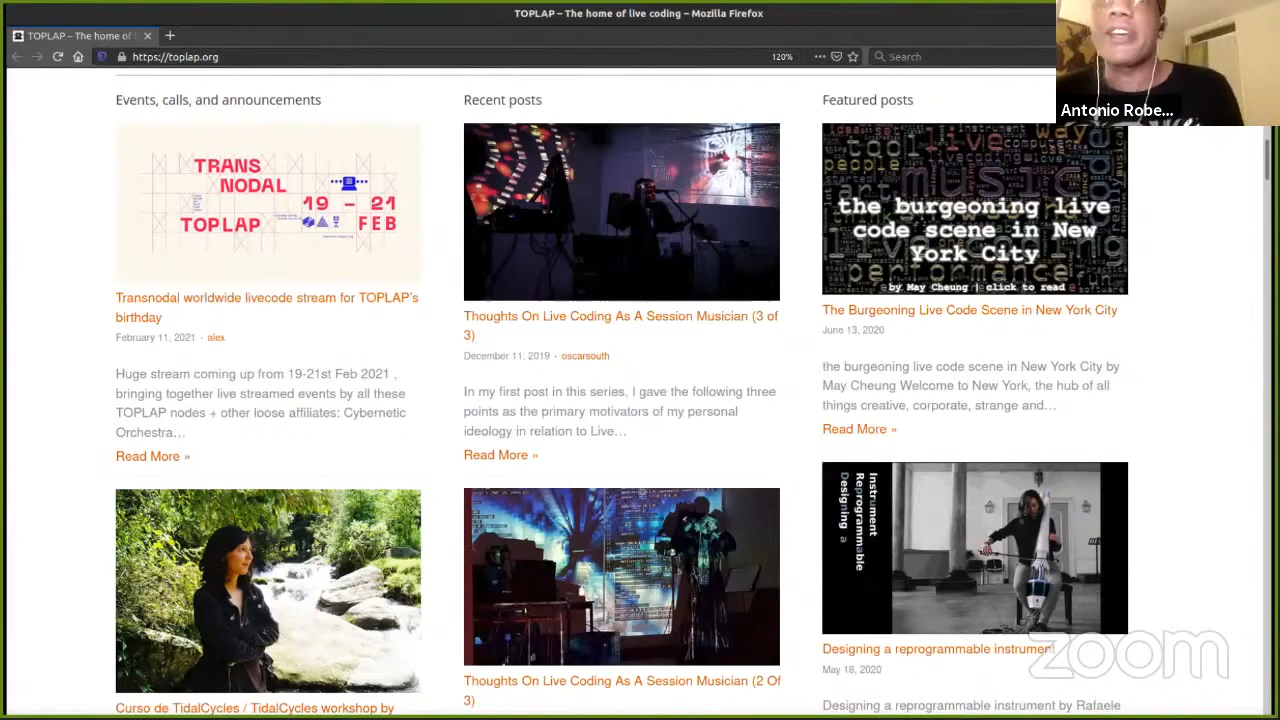 TOPLAP – The home of live coding – Mozilla Firefox
TOPLAP – The home of l
https://toplap.org
120%
Search
Antonio Robe...
Events, calls, and announcements
TRANS
NODAL
19 – 21
TOPLAP
FEB
Transnodal worldwide livecode stream for TOPLAP's
birthday
February 11, 2021 · alex
Huge stream coming up from 19-21st Feb 2021 ,
bringing together live streamed events by all these
TOPLAP nodes + other loose affiliates: Cybernetic
Orchestra…
Read More »
Curso de TidalCycles / TidalCycles workshop by
Recent posts
Thoughts On Live Coding As A Session Musician (3 of
3)
December 11, 2019 · oscarsouth
In my first post in this series, I gave the following three
points as the primary motivators of my personal
ideology in relation to Live…
Read More »
Thoughts On Live Coding As A Session Musician (2 Of
3)
Featured posts
the burgeoning live
code scene in New
York City
by May Cheung | click to read
The Burgeoning Live Code Scene in New York City
June 13, 2020
the burgeoning live code scene in New York City by
May Cheung Welcome to New York, the hub of all
things creative, corporate, strange and…
Read More »
Designing a
Reprogrammable
Instrument
Designing a reprogrammable instrument
May 18, 2020
Designing a reprogrammable instrument by Rafaele
zoom